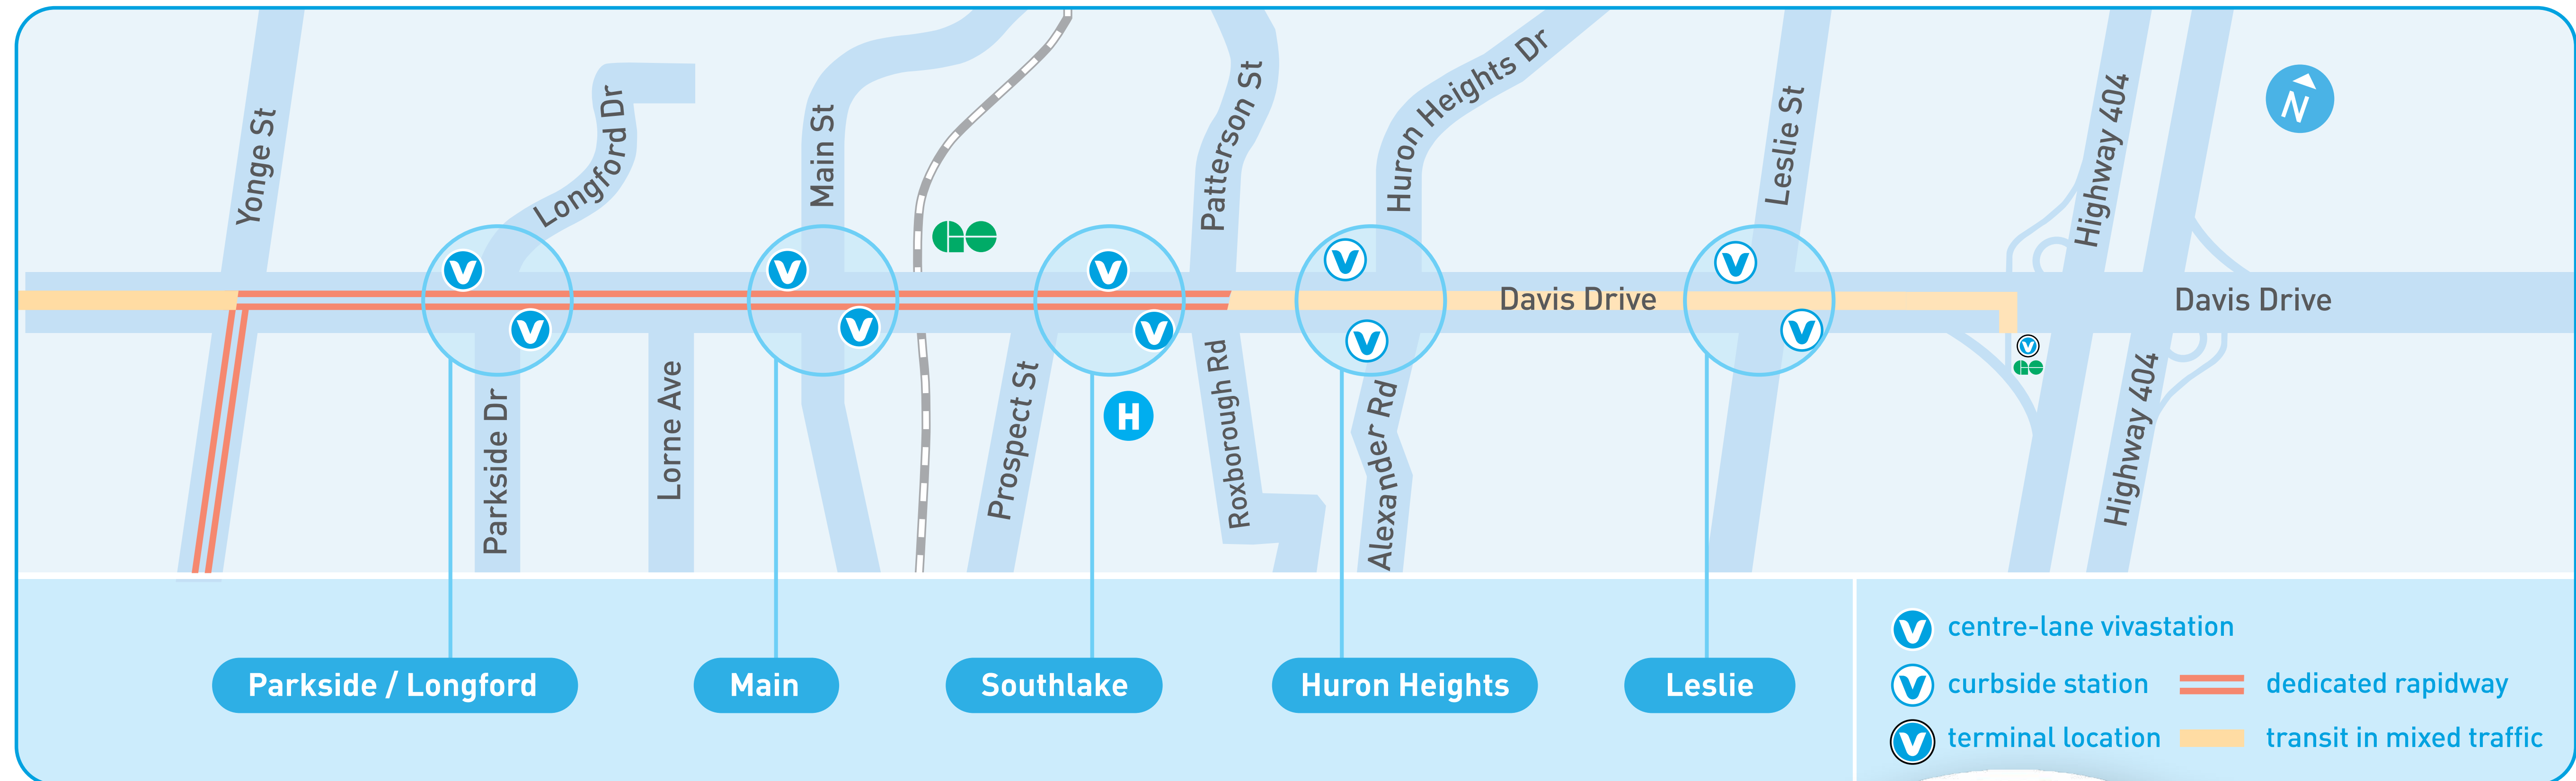 Yonge St
Longford Dr
Main St
Patterson St
Huron Heights Dr
Leslie St
Highway 404
N
GO
V
V
V
V
V
V
Davis Drive
Davis Drive
V
V
V
V
V
GO
H
Parkside Dr
Lorne Ave
Prospect St
Roxborough Rd
Alexander Rd
Highway 404
Parkside / Longford
Main
Southlake
Huron Heights
Leslie
V centre-lane vivastation
V curbside station
dedicated rapidway
V terminal location
transit in mixed traffic